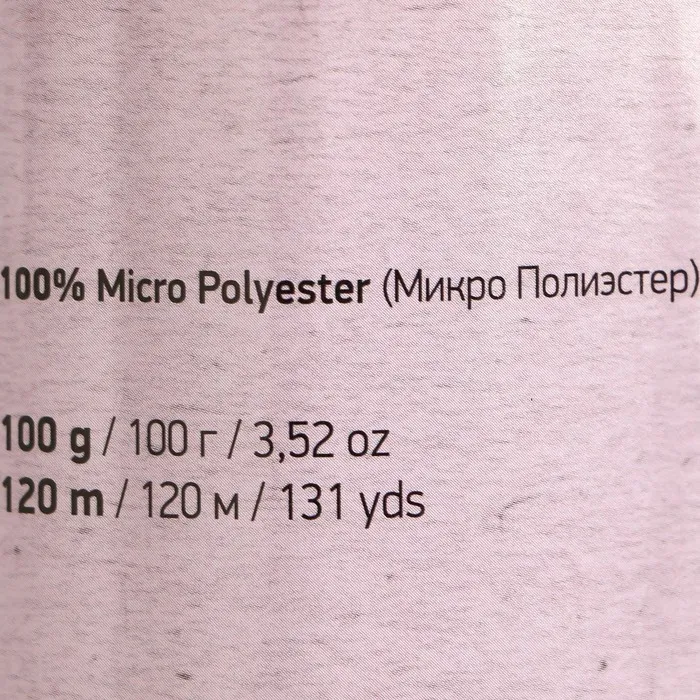 100% Micro Polyester (Микро Полиэстер)
100 g / 100 г / 3,52 oz
120 m / 120 м / 131 yds